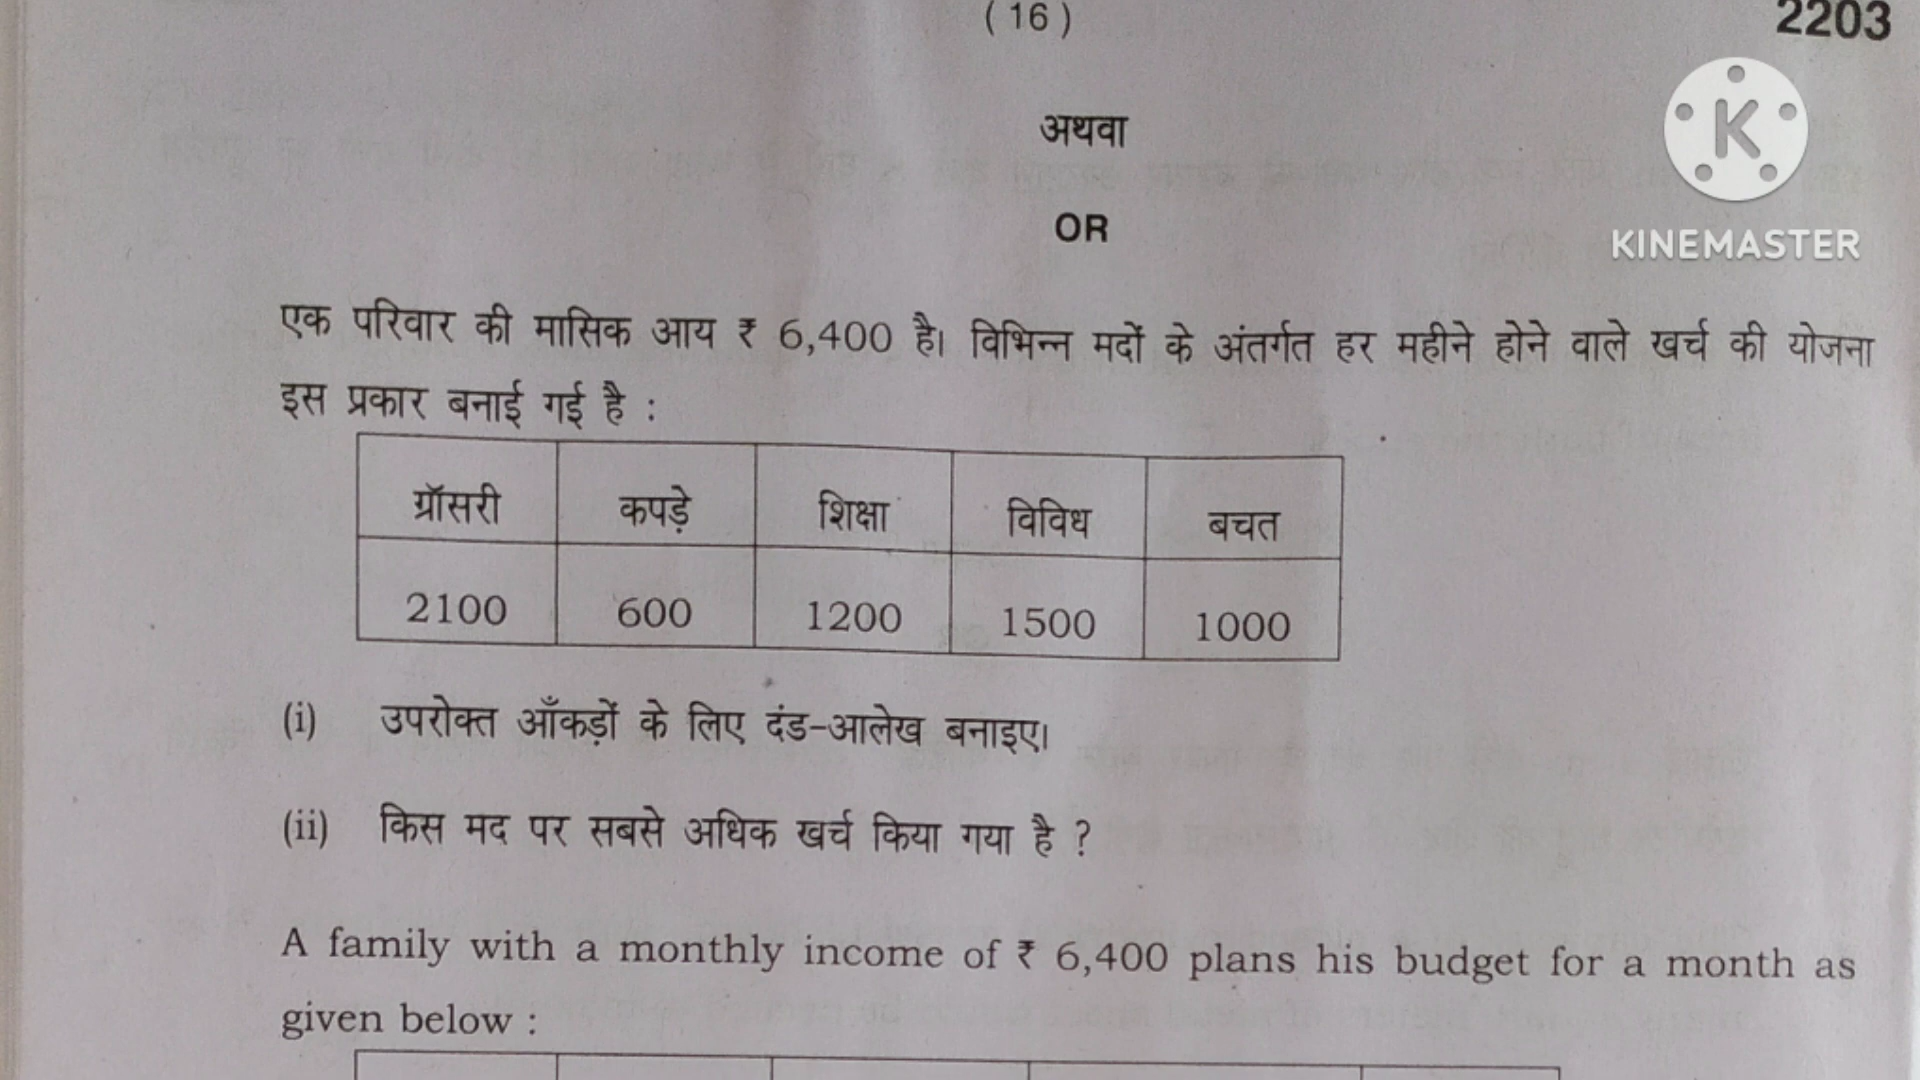 ( 16 )
2203
K
KINEMASTER
अथवा
OR
एक परिवार की मासिक आय ₹ 6,400 है। विभिन्न मदों के अंतर्गत हर महीने होने वाले खर्च की योजना
इस प्रकार बनाई गई है :
ग्रॉसरी कपड़े शिक्षा विविध बचत
2100 600 1200 1500 1000
(i) उपरोक्त आँकड़ों के लिए दंड-आलेख बनाइए।
(ii) किस मद पर सबसे अधिक खर्च किया गया है ?
A family with a monthly income of ₹ 6,400 plans his budget for a month as
given below :